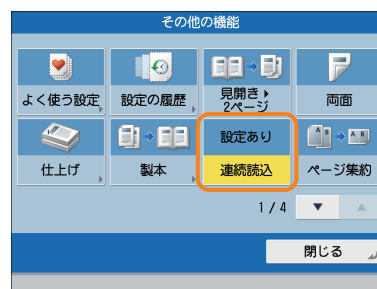 その他の機能
よく使う設定
設定の履歴
見開き▶
2ページ
両面
仕上げ
製本
設定あり
連続読込
A B
A B
ページ集約
1 / 4
▼
▲
閉じる